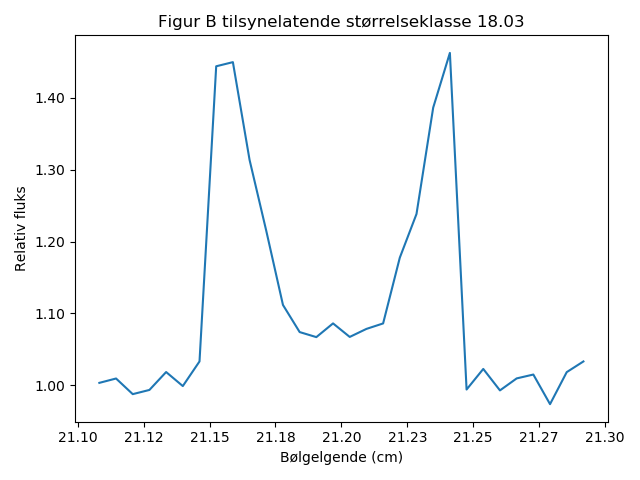 Figur B tilsynelatende størrelseklasse 18.03
Relativ fluks
1.40
1.30
1.20
1.10
1.00
21.10 21.12 21.15 21.18 21.20 21.23 21.25 21.27 21.30
Bølgelgende (cm)